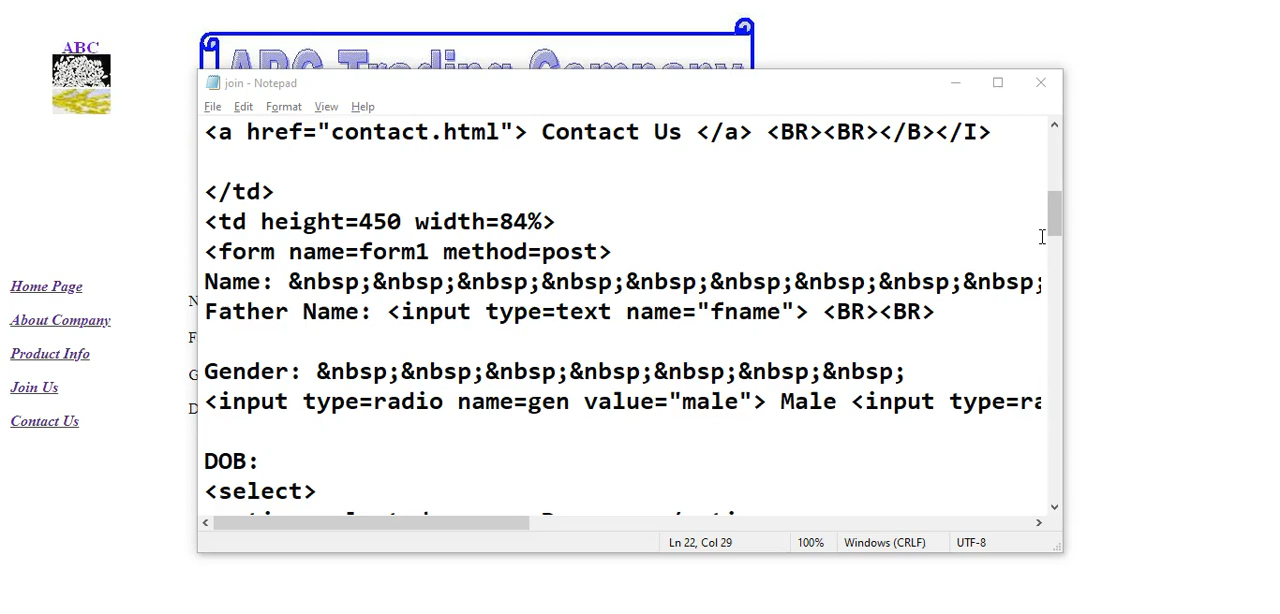 ABC
ABC Trading Company
join - Notepad
File Edit Format View Help
<a href="contact.html"> Contact Us </a> <BR><BR></B></I>
</td>
<td height=450 width=84%>
<form name=form1 method=post>
Name: &nbsp;&nbsp;&nbsp;&nbsp;&nbsp;&nbsp;&nbsp;&nbsp;&nbsp;
Father Name: <input type=text name="fname"> <BR><BR>
Gender: &nbsp;&nbsp;&nbsp;&nbsp;&nbsp;&nbsp;&nbsp;
<input type=radio name=gen value="male"> Male <input type=ra
DOB:
<select>
Home Page
About Company
Product Info
Join Us
Contact Us
N
F
G
D
Ln 22, Col 29 100% Windows (CRLF) UTF-8